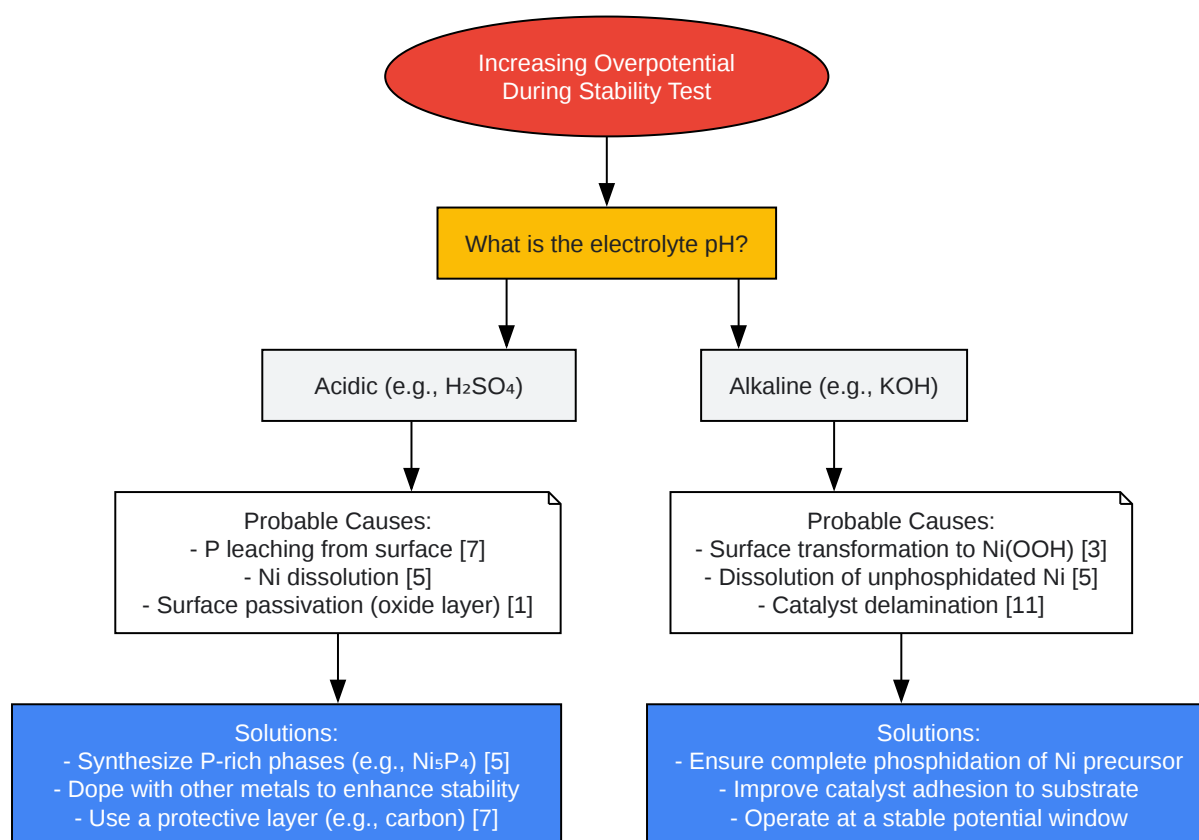 Increasing Overpotential
During Stability Test
What is the electrolyte pH?
Acidic (e.g., H₂SO₄)
Alkaline (e.g., KOH)
Probable Causes:
- P leaching from surface [7]
- Ni dissolution [5]
- Surface passivation (oxide layer) [1]
Probable Causes:
- Surface transformation to Ni(OOH) [3]
- Dissolution of unphosphidated Ni [5]
- Catalyst delamination [11]
Solutions:
- Synthesize P-rich phases (e.g., Ni₅P₄) [5]
- Dope with other metals to enhance stability
- Use a protective layer (e.g., carbon) [7]
Solutions:
- Ensure complete phosphidation of Ni precursor
- Improve catalyst adhesion to substrate
- Operate at a stable potential window